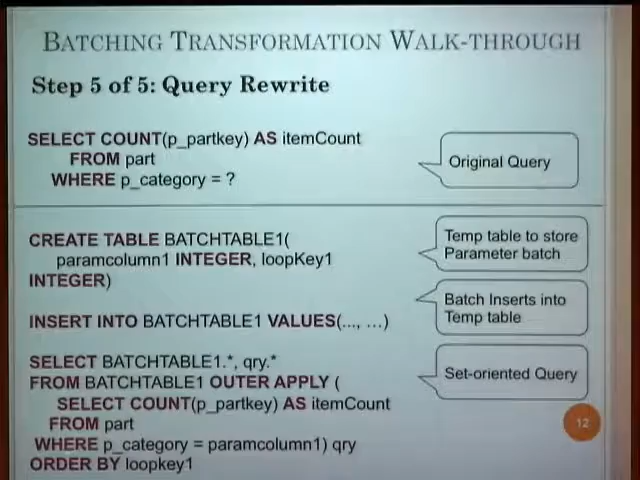 BATCHING TRANSFORMATION WALK-THROUGH
Step 5 of 5: Query Rewrite
SELECT COUNT(p_partkey) AS itemCount
FROM part
WHERE p_category = ?
Original Query
CREATE TABLE BATCHTABLE1(
paramcolumn1 INTEGER, loopKey1
INTEGER)
Temp table to store
Parameter batch
INSERT INTO BATCHTABLE1 VALUES(..., …)
Batch Inserts into
Temp table
SELECT BATCHTABLE1.*, qry.*
FROM BATCHTABLE1 OUTER APPLY (
SELECT COUNT(p_partkey) AS itemCount
FROM part
WHERE p_category = paramcolumn1) qry
ORDER BY loopkey1
Set-oriented Query
12